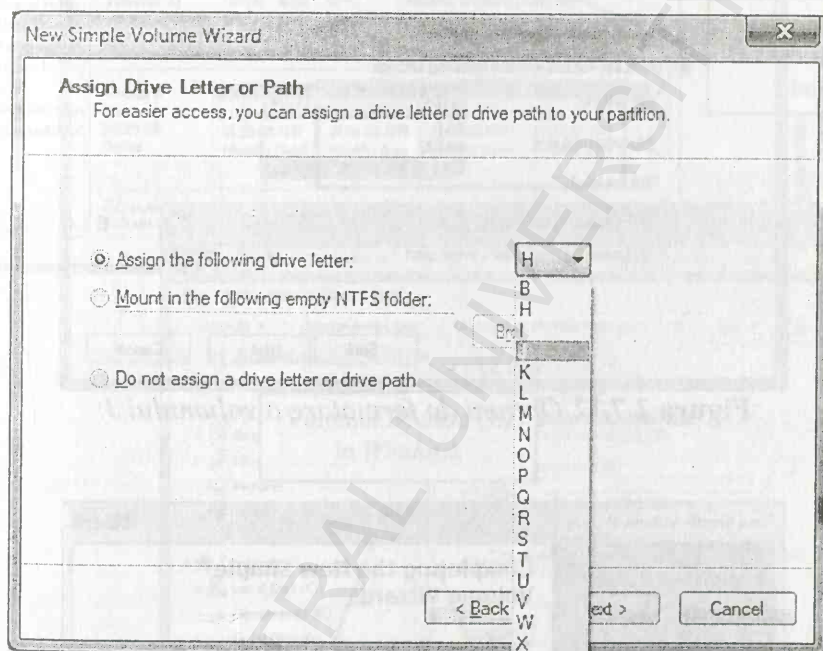 New Simple Volume Wizard
Assign Drive Letter or Path
For easier access, you can assign a drive letter or drive path to your partition.
Assign the following drive letter:
H
Mount in the following empty NTFS folder:
Do not assign a drive letter or drive path
B
H
I
K
L
M
N
O
P
Q
R
S
T
U
V
W
X
< Back
Cancel